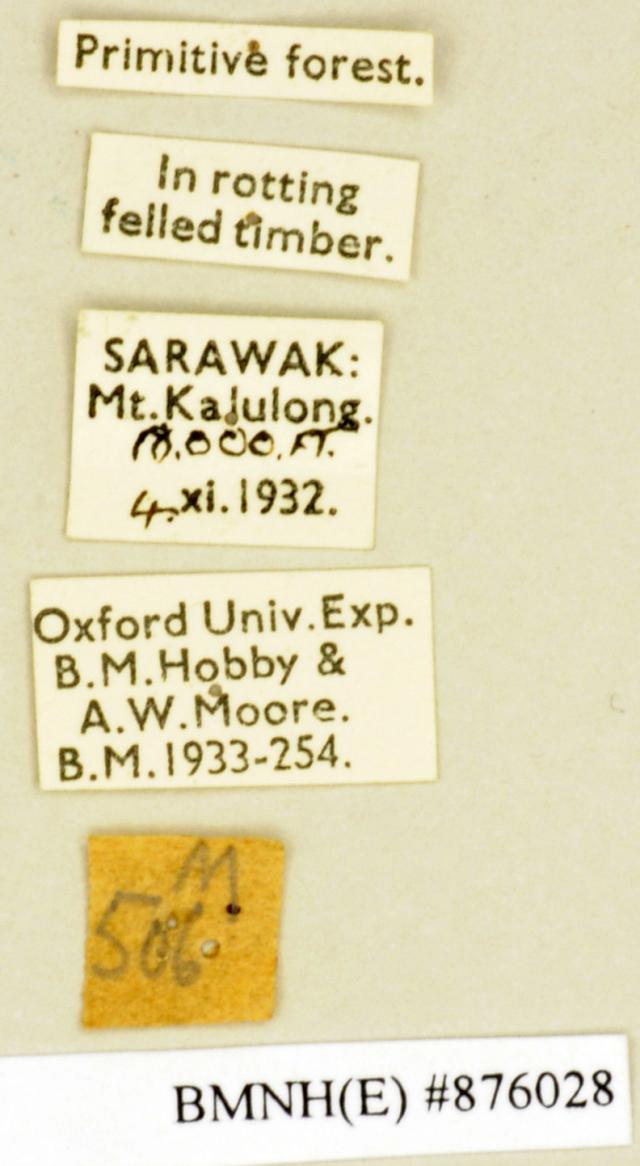 Primitive forest.
In rotting
felled timber.
SARAWAK:
Mt.Kalulong.
4.xi.1932.
Oxford Univ.Exp.
B.M.Hobby &
A.W.Moore.
B.M.1933-254.
M
506
BMNH(E) #876028